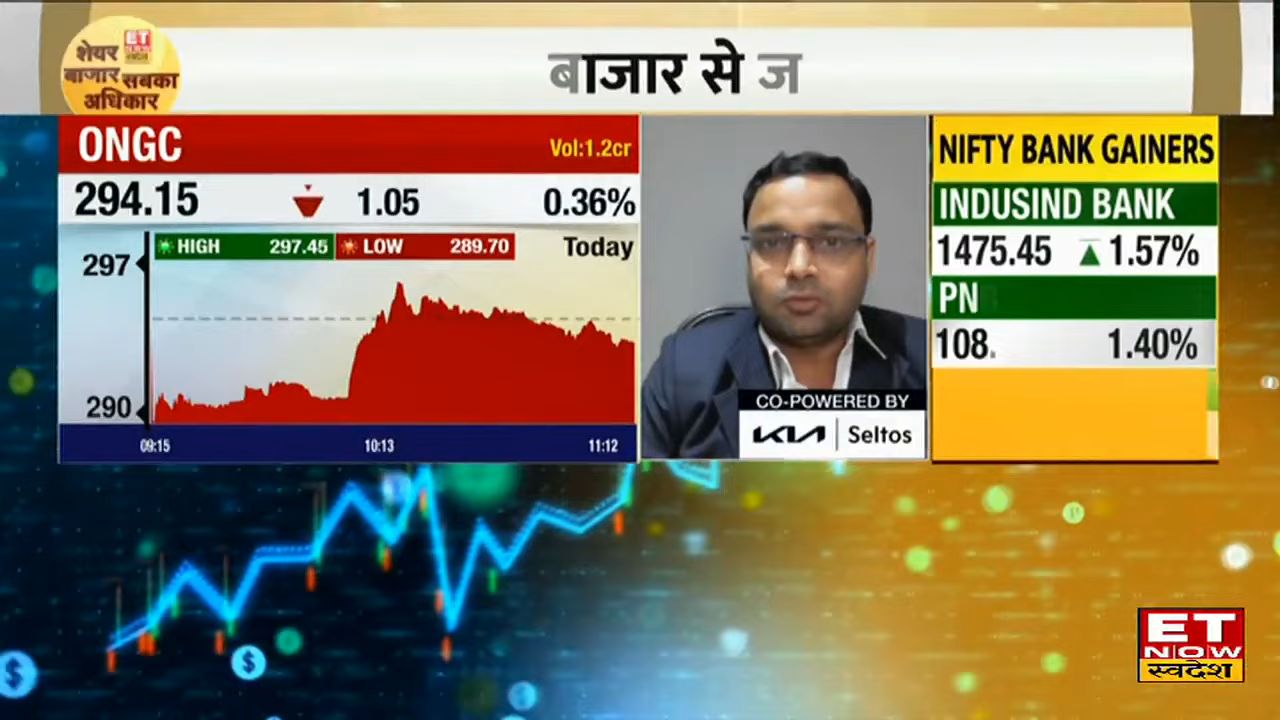 शेयर
बाजार सबका
अधिकार
ET
NOW
स्वदेश
बाजार से ज
ONGC
Vol:1.2cr
294.15 1.05 0.36%
HIGH 297.45 LOW 289.70 Today
297
290
09:15 10:13 11:12
CO-POWERED BY
KIA Seltos
NIFTY BANK GAINERS
INDUSIND BANK
1475.45 1.57%
PN
108. 1.40%
ET
NOW
स्वदेश